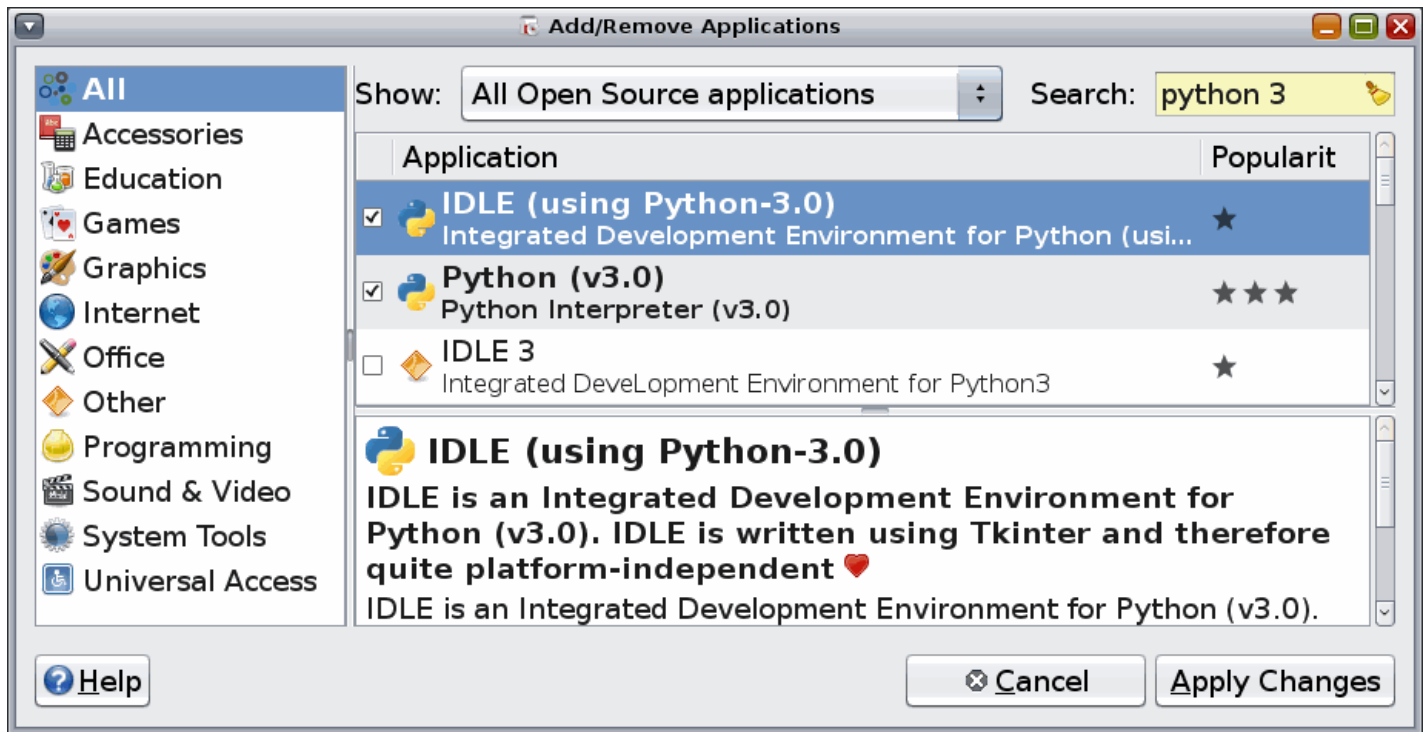 Add/Remove Applications
All
Accessories
Education
Games
Graphics
Internet
Office
Other
Programming
Sound & Video
System Tools
Universal Access
Show: All Open Source applications Search: python 3
Application Popularit
IDLE (using Python-3.0)
Integrated Development Environment for Python (usi...
Python (v3.0)
Python Interpreter (v3.0)
IDLE 3
Integrated DeveLopment Environment for Python3
IDLE (using Python-3.0)
IDLE is an Integrated Development Environment for
Python (v3.0). IDLE is written using Tkinter and therefore
quite platform-independent
IDLE is an Integrated Development Environment for Python (v3.0).
Help Cancel Apply Changes